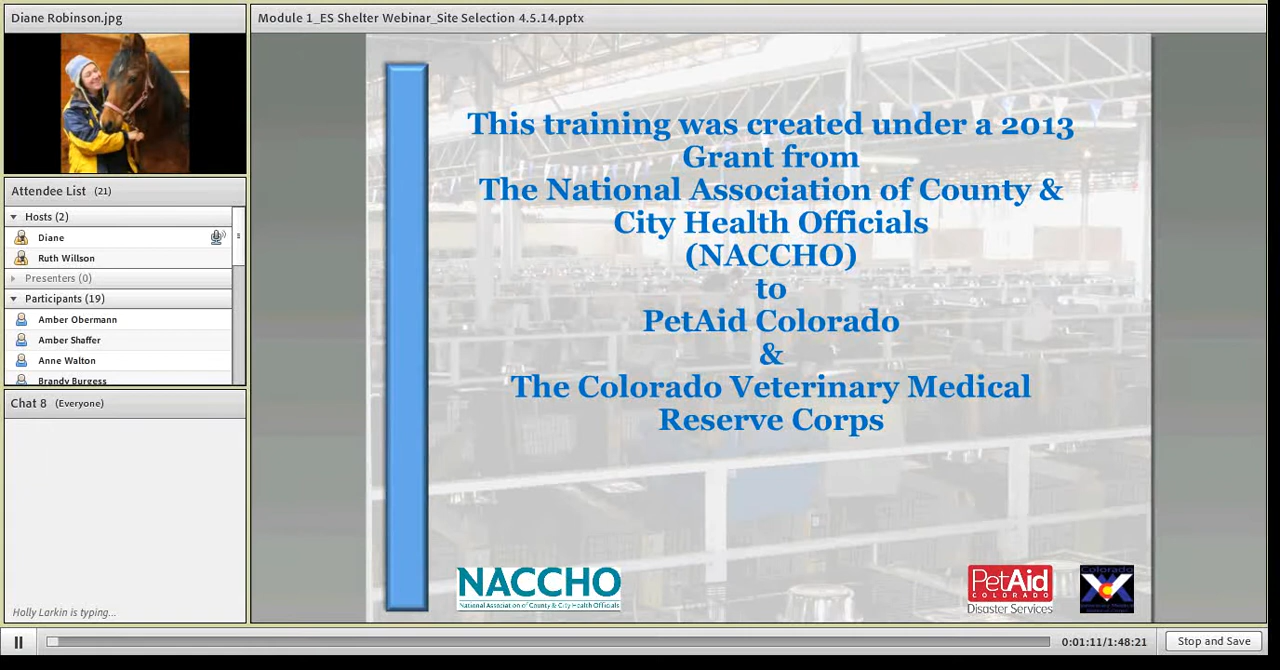 Diane Robinson.jpg
Module 1_ES Shelter Webinar_Site Selection 4.5.14.pptx
Attendee List (21)
Hosts (2)
Diane
Ruth Willson
Presenters (0)
Participants (19)
Amber Obermann
Amber Shaffer
Anne Walton
Brandy Burgess
Chat 8 (Everyone)
Holly Larkin is typing...
This training was created under a 2013
Grant from
The National Association of County &
City Health Officials
(NACCHO)
to
PetAid Colorado
&
The Colorado Veterinary Medical
Reserve Corps
NACCHO
National Association of County & City Health Officials
PetAid
COLORADO
Disaster Services
Colorado
0:01:11/1:48:21
Stop and Save